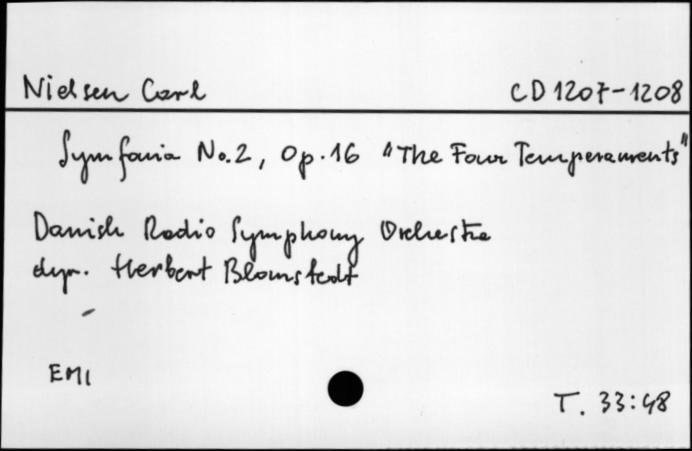 Nielsen Carl
CD 1207-1208
Symfonia No.2, Op.16 "The Four Temperaments"
Danish Radio Symphony Orchestra
dyr. Herbert Blomstedt
EMI
T. 33:48